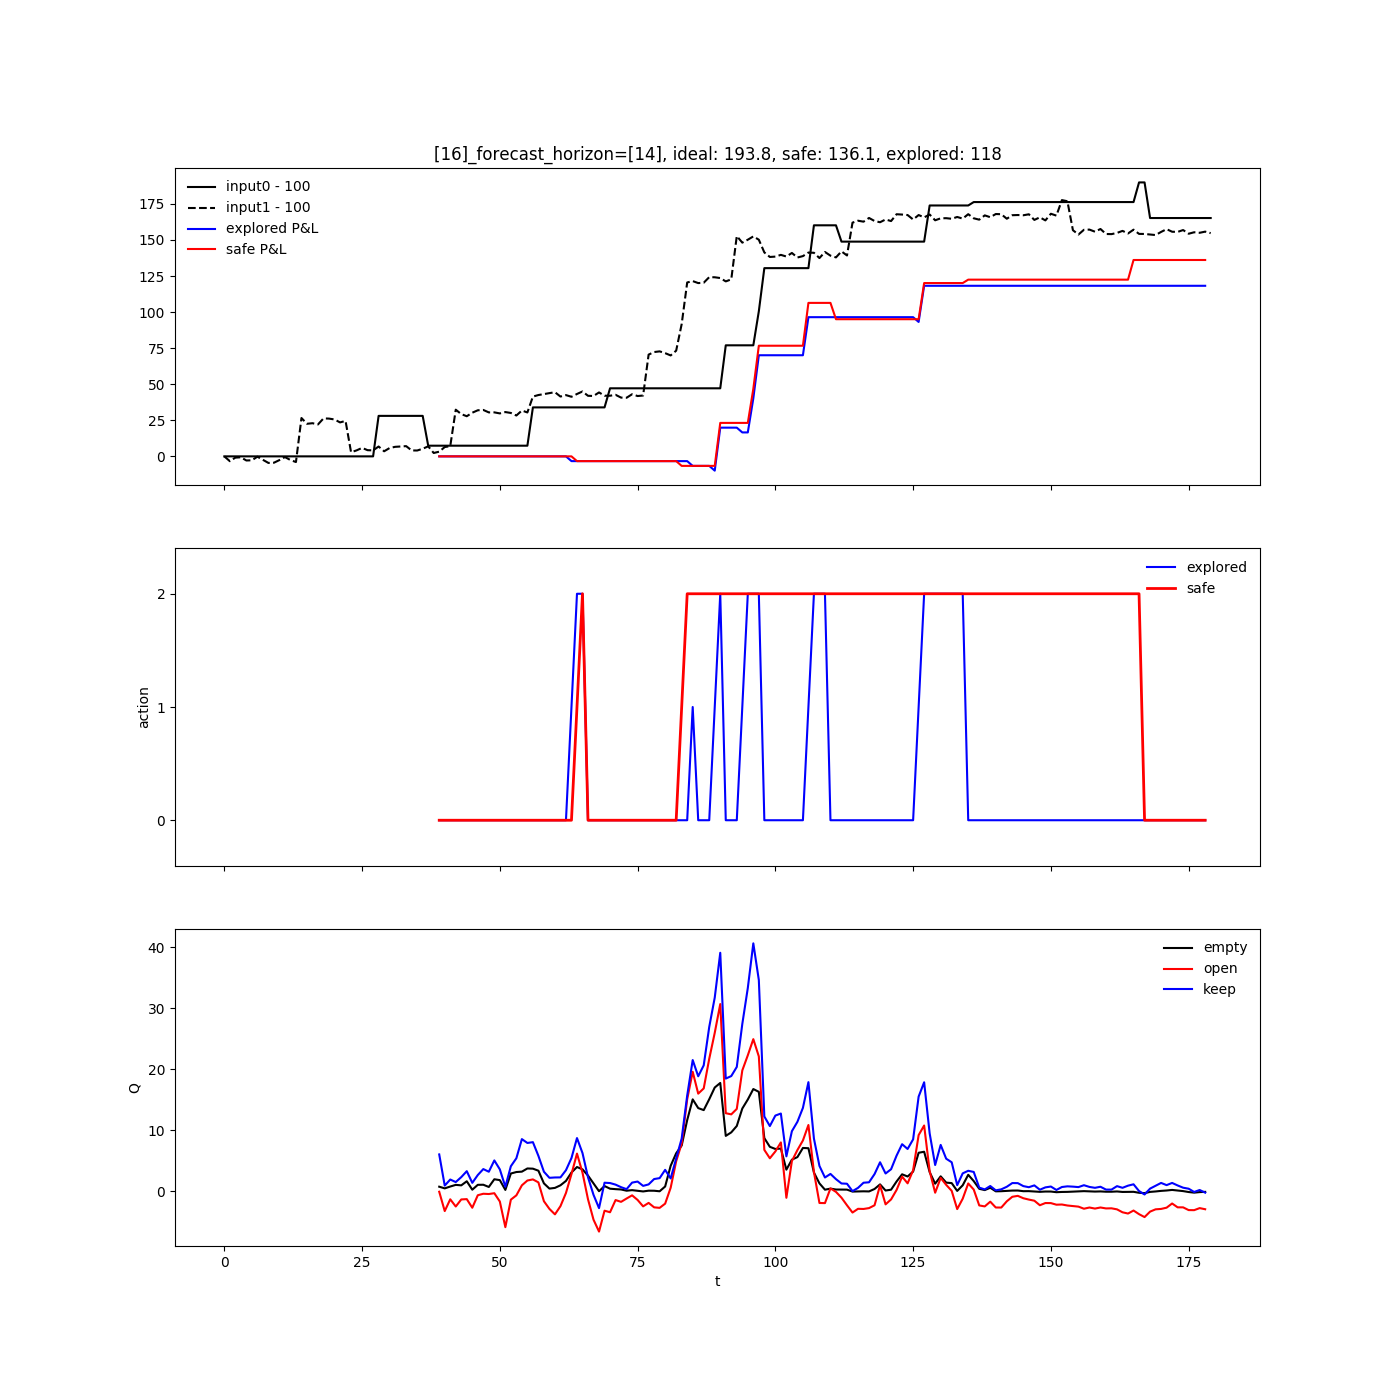 [16]_forecast_horizon=[14], ideal: 193.8, safe: 136.1, explored: 118
input0 - 100
input1 - 100
explored P&L
safe P&L
175
150
125
100
75
50
25
0
explored
safe
2
1
0
action
empty
open
keep
40
30
20
10
0
Q
0 25 50 75 100 125 150 175
t